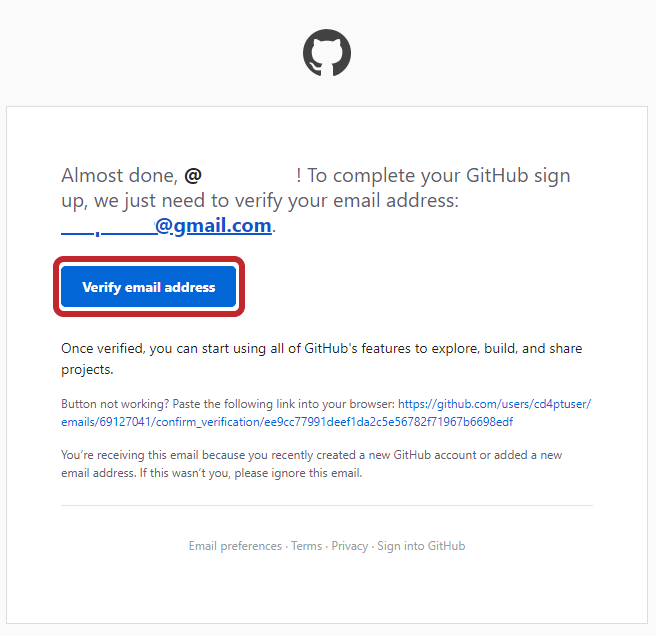 Almost done, @ ! To complete your GitHub sign
up, we just need to verify your email address:
@gmail.com.
Verify email address
Once verified, you can start using all of GitHub's features to explore, build, and share
projects.
Button not working? Paste the following link into your browser: https://github.com/users/cd4ptuser/
emails/69127041/confirm_verification/ee9cc77991deef1da2c5e56782f71967b6698edf
You're receiving this email because you recently created a new GitHub account or added a new
email address. If this wasn't you, please ignore this email.
Email preferences · Terms · Privacy · Sign into GitHub